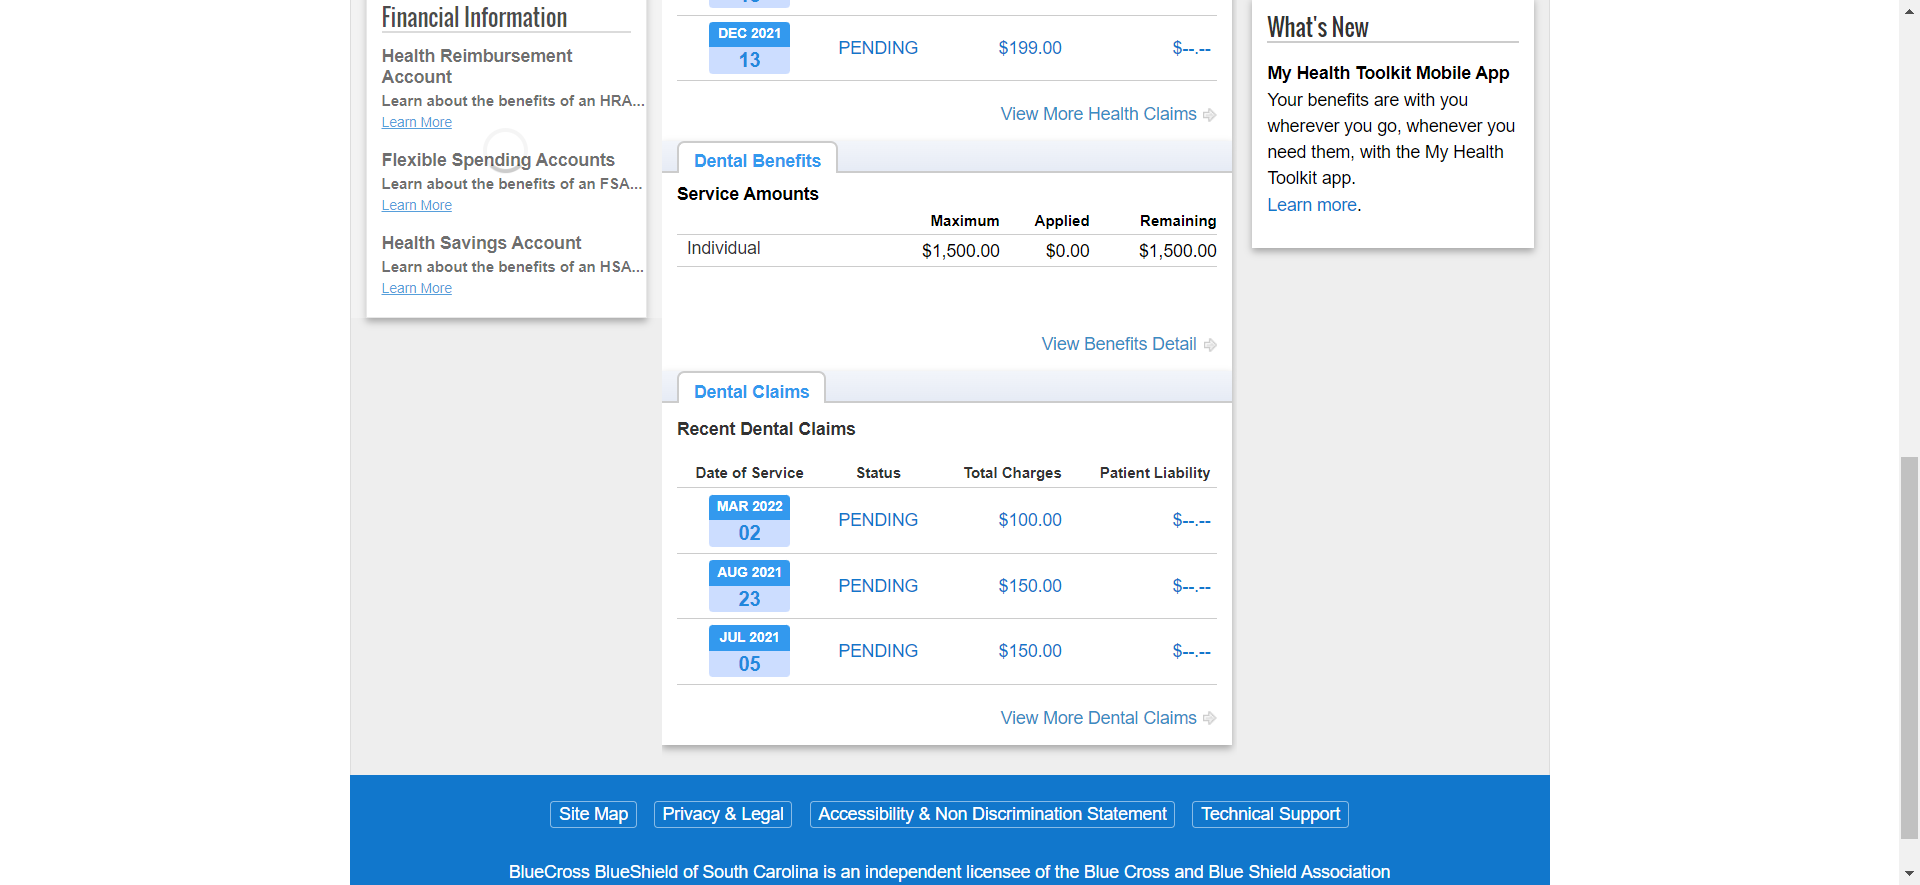 Financial Information
Health Reimbursement
Account
Learn about the benefits of an HRA...
Learn More
Flexible Spending Accounts
Learn about the benefits of an FSA...
Learn More
Health Savings Account
Learn about the benefits of an HSA...
Learn More
DEC 2021
13
PENDING $199.00 $--.--
View More Health Claims
Dental Benefits
Service Amounts
Maximum Applied Remaining
Individual $1,500.00 $0.00 $1,500.00
View Benefits Detail
Dental Claims
Recent Dental Claims
Date of Service Status Total Charges Patient Liability
MAR 2022
02
PENDING $100.00 $--.--
AUG 2021
23
PENDING $150.00 $--.--
JUL 2021
05
PENDING $150.00 $--.--
View More Dental Claims
What's New
My Health Toolkit Mobile App
Your benefits are with you
wherever you go, whenever you
need them, with the My Health
Toolkit app.
Learn more.
Site Map Privacy & Legal Accessibility & Non Discrimination Statement Technical Support
BlueCross BlueShield of South Carolina is an independent licensee of the Blue Cross and Blue Shield Association